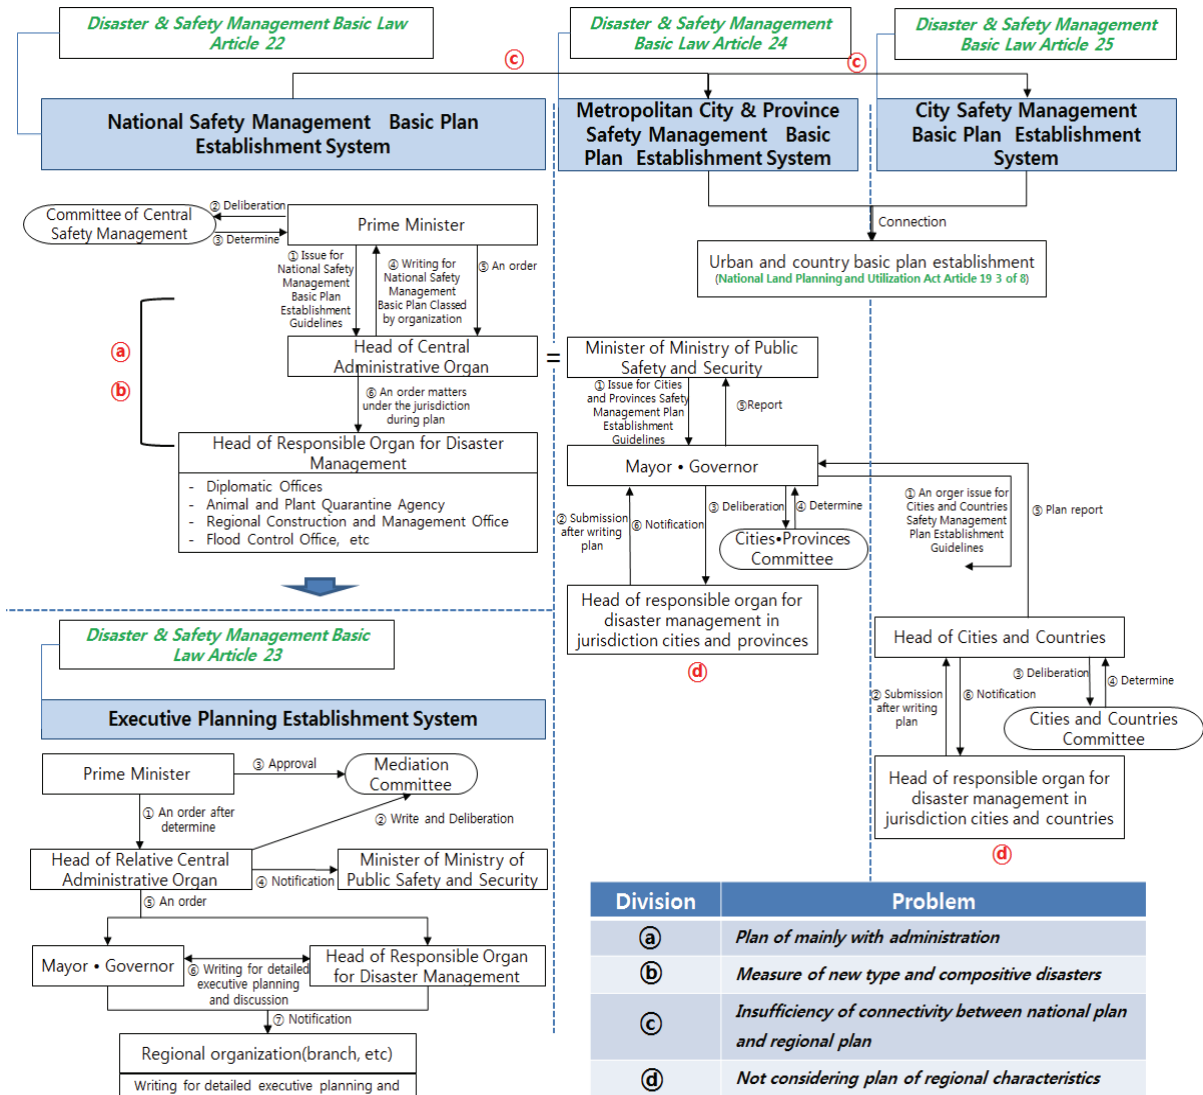 Disaster & Safety Management Basic Law
Article 22
Disaster & Safety Management
Basic Law Article 24
Disaster & Safety Management
Basic Law Article 25
ⓒ
ⓒ
National Safety Management Basic Plan
Establishment System
Metropolitan City & Province
Safety Management Basic
Plan Establishment System
City Safety Management
Basic Plan Establishment
System
Committee of Central
Safety Management
② Deliberation
③ Determine
Prime Minister
① Issue for
National Safety
Management
Basic Plan
Establishment
Guidelines
④ Writing for
National Safety
Management
Basic Plan Classed
by organization
⑤ An order
Connection
Urban and country basic plan establishment
(National Land Planning and Utilization Act Article 19 3 of 8)
ⓐ
ⓑ
Head of Central
Administrative Organ
=
Minister of Ministry of Public
Safety and Security
⑥ An order matters
under the jurisdiction
during plan
① Issue for Cities
and Provinces Safety
Management Plan
Establishment
Guidelines
⑤Report
Head of Responsible Organ for Disaster
Management
- Diplomatic Offices
- Animal and Plant Quarantine Agency
- Regional Construction and Management Office
- Flood Control Office, etc
Mayor • Governor
② Submission
after writing
plan
⑥ Notification
③ Deliberation
④ Determine
Cities•Provinces
Committee
① An orger issue for
Cities and Countries
Safety Management
Plan Establishment
Guidelines
⑤ Plan report
Head of responsible organ for
disaster management in
jurisdiction cities and provinces
ⓓ
Head of Cities and Countries
② Submission
after writing
plan
⑥ Notification
③ Deliberation
④ Determine
Cities and Countries
Committee
Head of responsible organ for
disaster management in
jurisdiction cities and countries
ⓓ
Disaster & Safety Management Basic
Law Article 23
Executive Planning Establishment System
Prime Minister
③ Approval
Mediation
Committee
① An order after
determine
② Write and Deliberation
Head of Relative Central
Administrative Organ
④ Notification
Minister of Ministry of
Public Safety and Security
⑤ An order
Mayor • Governor
⑥ Writing for detailed
executive planning
and discussion
Head of Responsible Organ
for Disaster Management
⑦ Notification
Regional organization(branch, etc)
Writing for detailed executive planning and
Division Problem
ⓐ Plan of mainly with administration
ⓑ Measure of new type and compositive disasters
ⓒ Insufficiency of connectivity between national plan
and regional plan
ⓓ Not considering plan of regional characteristics